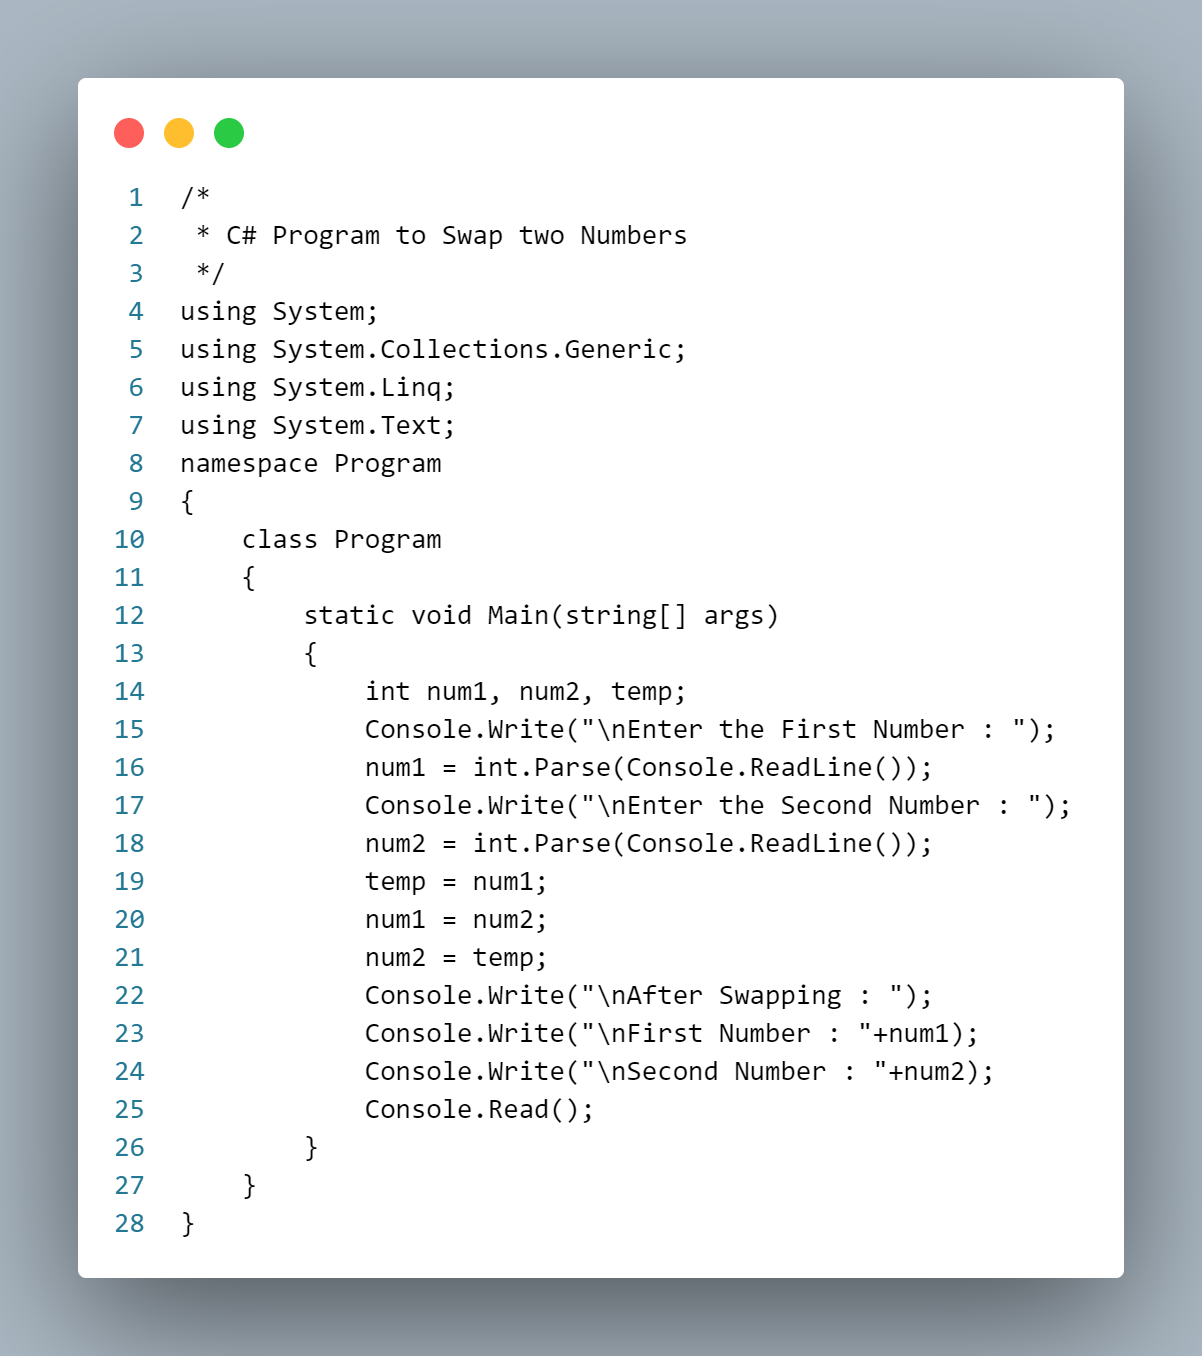 1 /*
2  * C# Program to Swap two Numbers
3  */
4 using System;
5 using System.Collections.Generic;
6 using System.Linq;
7 using System.Text;
8 namespace Program
9 {
10     class Program
11     {
12         static void Main(string[] args)
13         {
14             int num1, num2, temp;
15             Console.Write("\nEnter the First Number : ");
16             num1 = int.Parse(Console.ReadLine());
17             Console.Write("\nEnter the Second Number : ");
18             num2 = int.Parse(Console.ReadLine());
19             temp = num1;
20             num1 = num2;
21             num2 = temp;
22             Console.Write("\nAfter Swapping : ");
23             Console.Write("\nFirst Number : "+num1);
24             Console.Write("\nSecond Number : "+num2);
25             Console.Read();
26         }
27     }
28 }